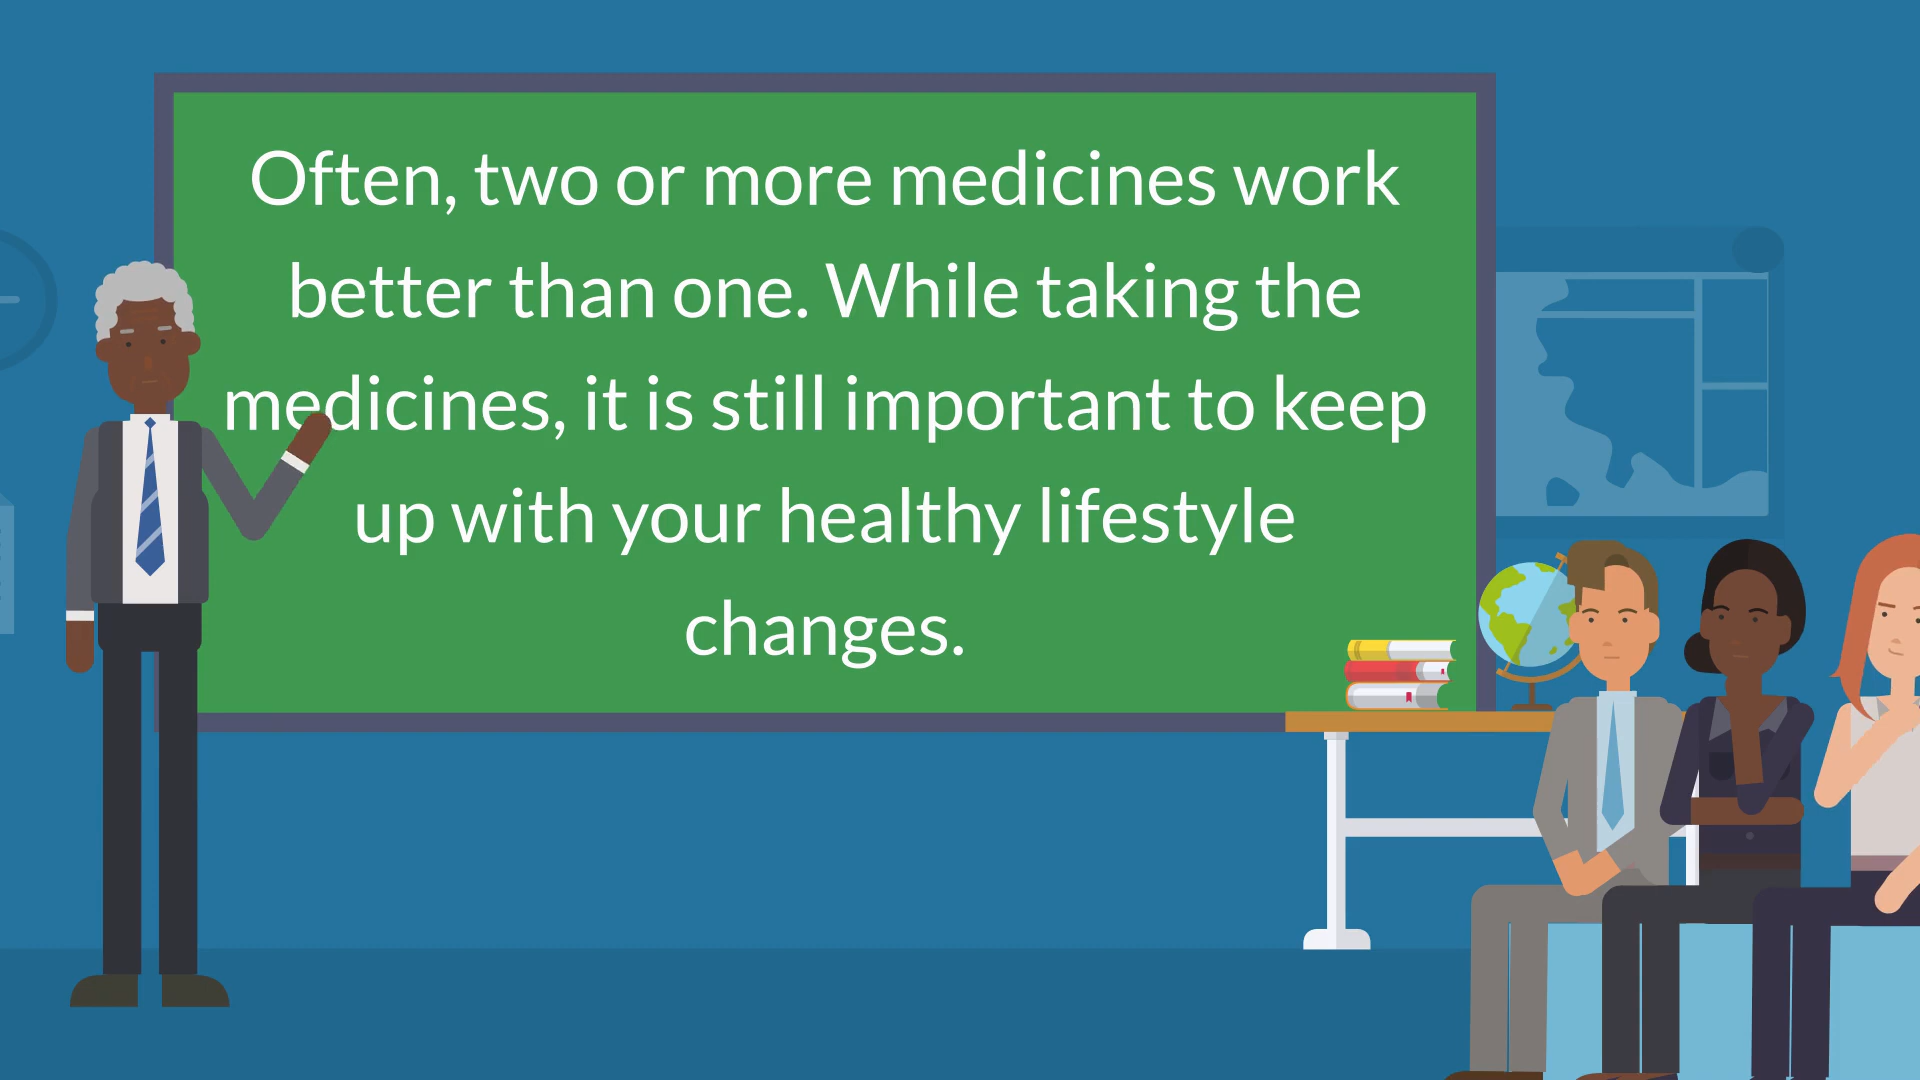 Often, two or more medicines work
better than one. While taking the
medicines, it is still important to keep
up with your healthy lifestyle
changes.